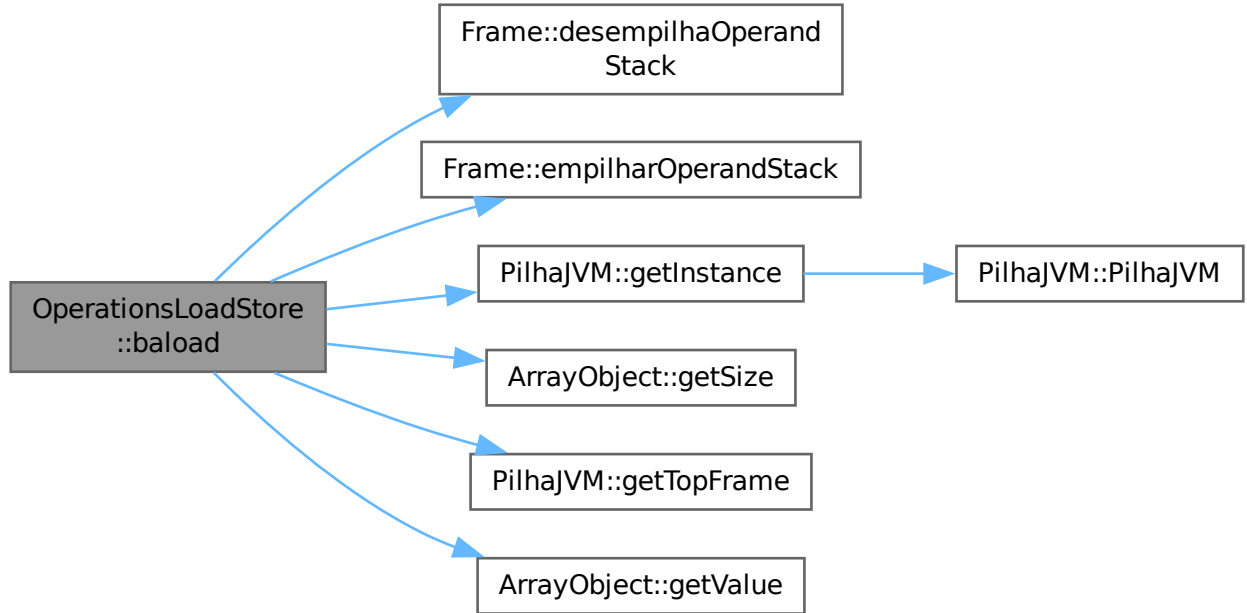 Frame::desempilhaOperand
Stack
Frame::empilharOperandStack
PilhaJVM::getInstance
PilhaJVM::PilhaJVM
OperationsLoadStore
::baload
ArrayObject::getSize
PilhaJVM::getTopFrame
ArrayObject::getValue